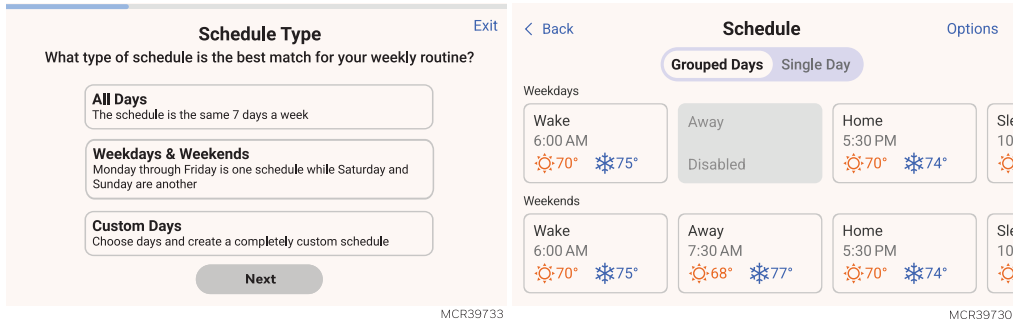 Exit
Schedule Type
What type of schedule is the best match for your weekly routine?
All Days
The schedule is the same 7 days a week
Weekdays & Weekends
Monday through Friday is one schedule while Saturday and
Sunday are another
Custom Days
Choose days and create a completely custom schedule
Next
MCR39733
Back Schedule Options
Grouped Days Single Day
Weekdays
Wake
6:00 AM
70° 75°
Away
Disabled
Home
5:30 PM
70° 74°
Sle
10
Weekends
Wake
6:00 AM
70° 75°
Away
7:30 AM
68° 77°
Home
5:30 PM
70° 74°
Sle
10
MCR39730